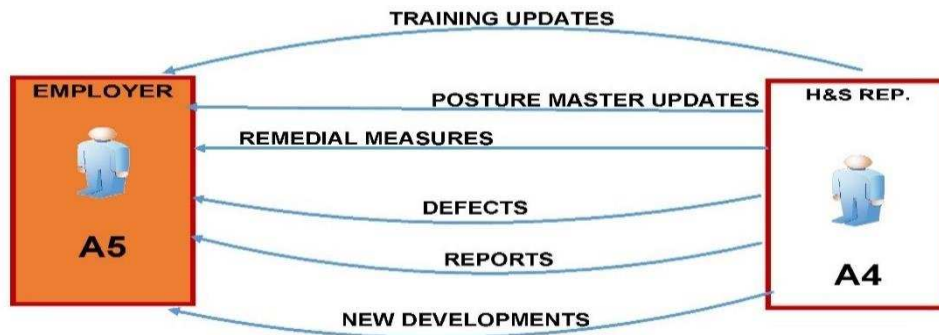 TRAINING UPDATES
EMPLOYER
H&S REP.
POSTURE MASTER UPDATES
REMEDIAL MEASURES
DEFECTS
A5
REPORTS
A4
NEW DEVELOPMENTS